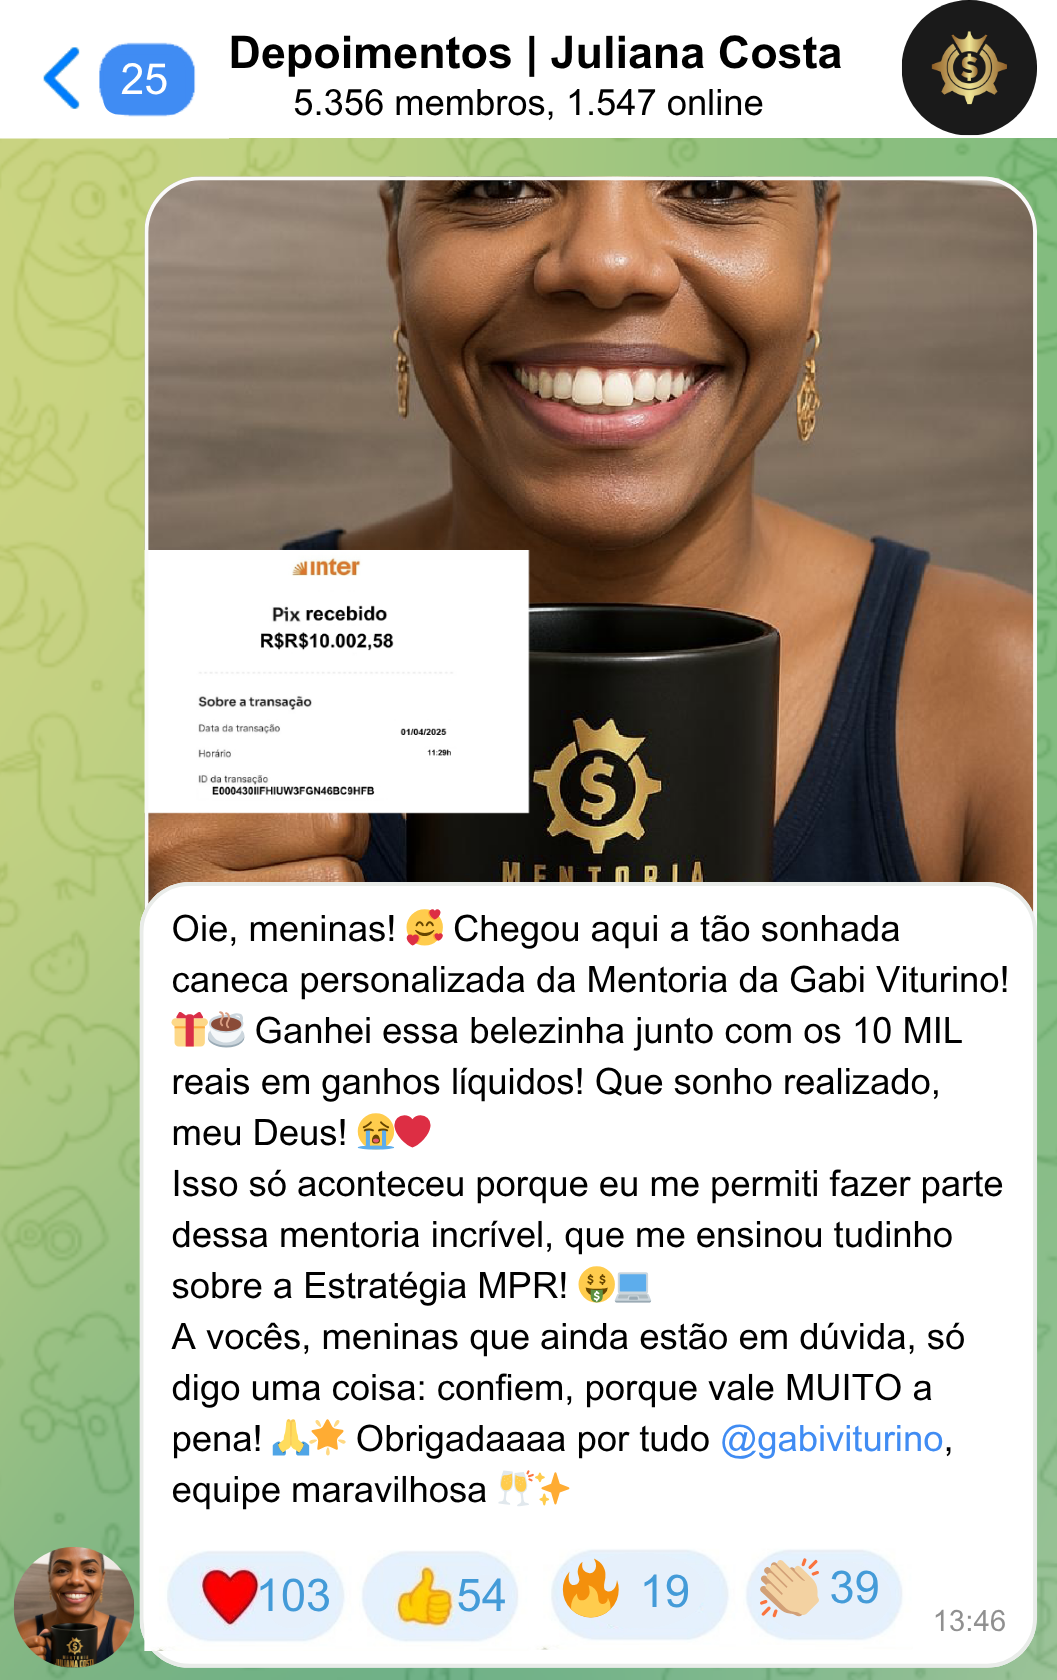 25
Depoimentos | Juliana Costa
5.356 membros, 1.547 online
$
inter
Pix recebido
R$R$10.002,58
Sobre a transação
Data da transação 01/04/2025
Horário 11:29h
ID da transação
E000430IIFHIUW3FGN46BC9HFB
$
MENTORIA
Oie, meninas! 🥰 Chegou aqui a tão sonhada
caneca personalizada da Mentoria da Gabi Viturino!
🎁☕ Ganhei essa belezinha junto com os 10 MIL
reais em ganhos líquidos! Que sonho realizado,
meu Deus! 😭❤️
Isso só aconteceu porque eu me permiti fazer parte
dessa mentoria incrível, que me ensinou tudinho
sobre a Estratégia MPR! 🤑💻
A vocês, meninas que ainda estão em dúvida, só
digo uma coisa: confiem, porque vale MUITO a
pena! 🙏🌟 Obrigadaaaa por tudo @gabiviturino,
equipe maravilhosa 🥂✨
❤️103 👍54 🔥 19 👏 39
13:46
$
MENTORIA
JULIANA COSTA